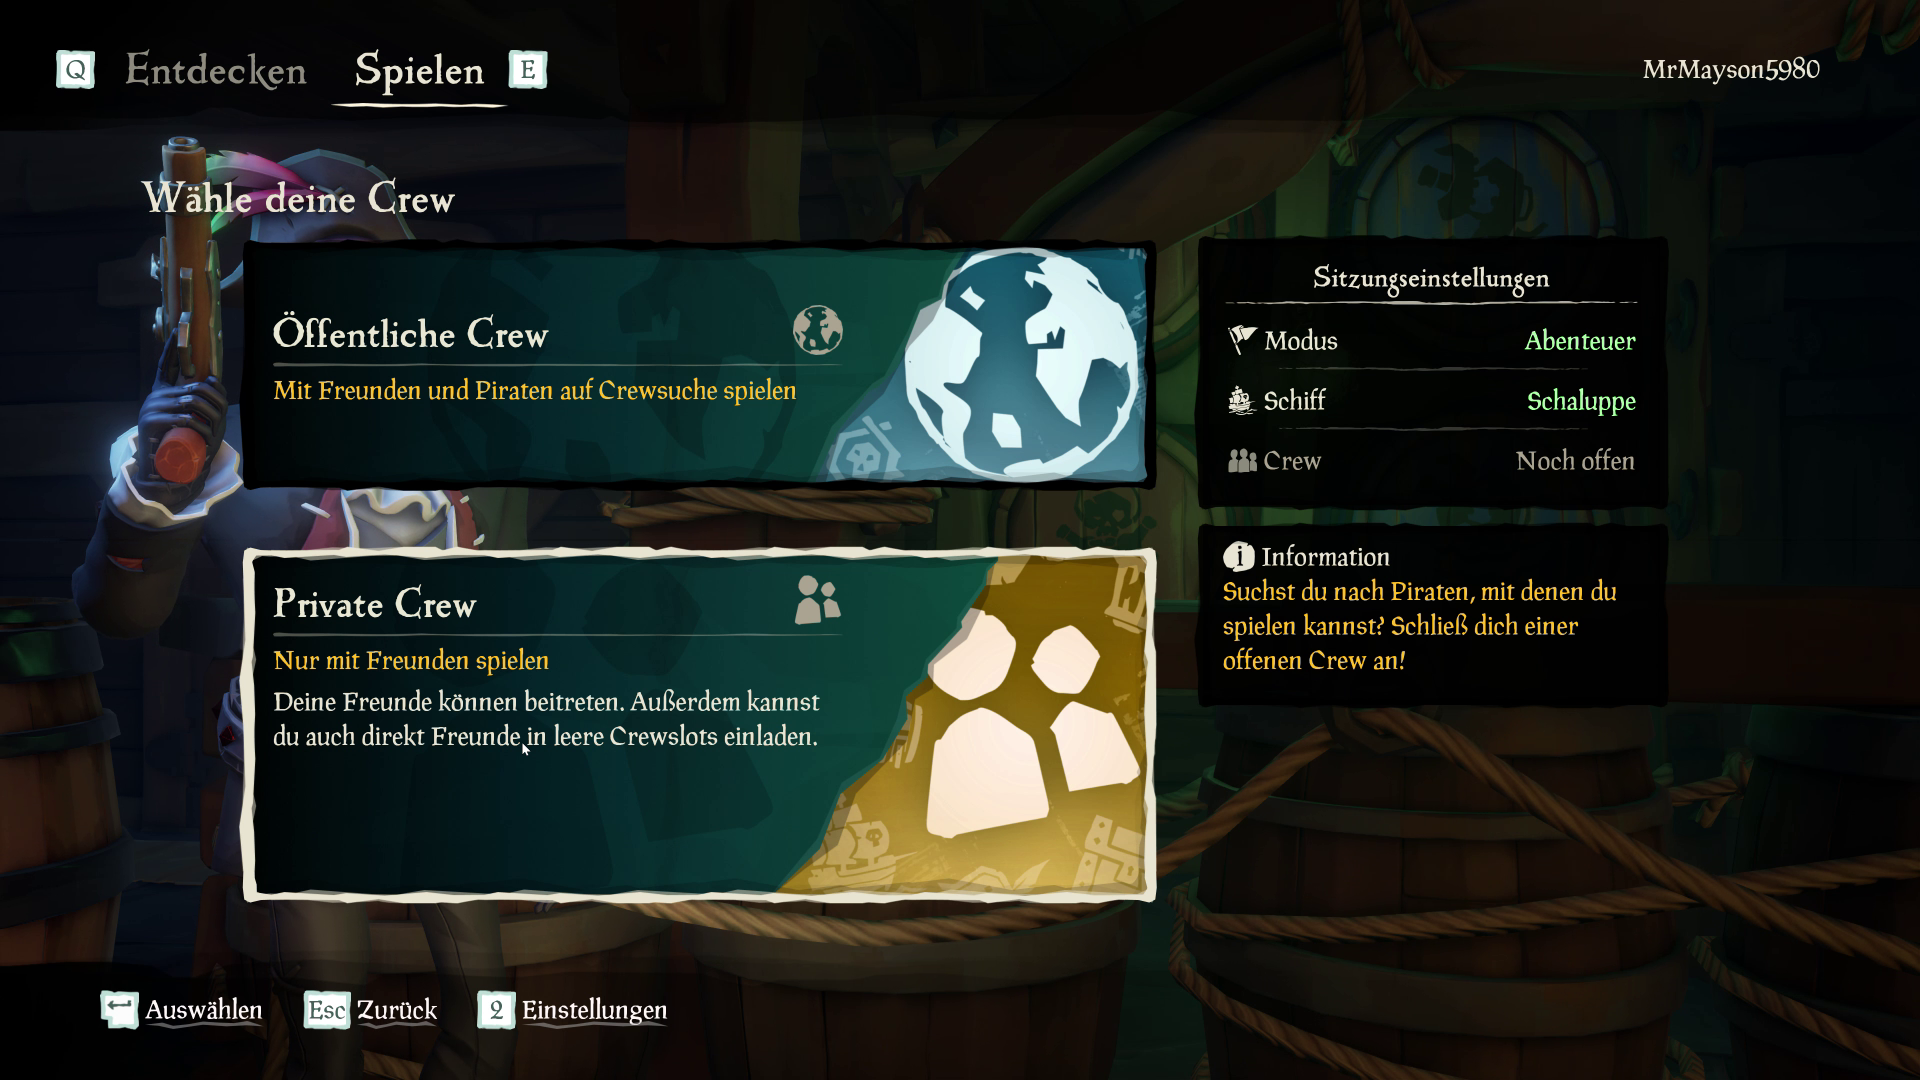 Q Entdecken Spielen E
MrMayson5980
Wähle deine Crew
Öffentliche Crew
Mit Freunden und Piraten auf Crewsuche spielen
Private Crew
Nur mit Freunden spielen
Deine Freunde können beitreten. Außerdem kannst
du auch direkt Freunde in leere Crewslots einladen.
Sitzungseinstellungen
Modus Abenteuer
Schiff Schaluppe
Crew Noch offen
i Information
Suchst du nach Piraten, mit denen du
spielen kannst? Schließ dich einer
offenen Crew an!
Auswählen Esc Zurück 2 Einstellungen